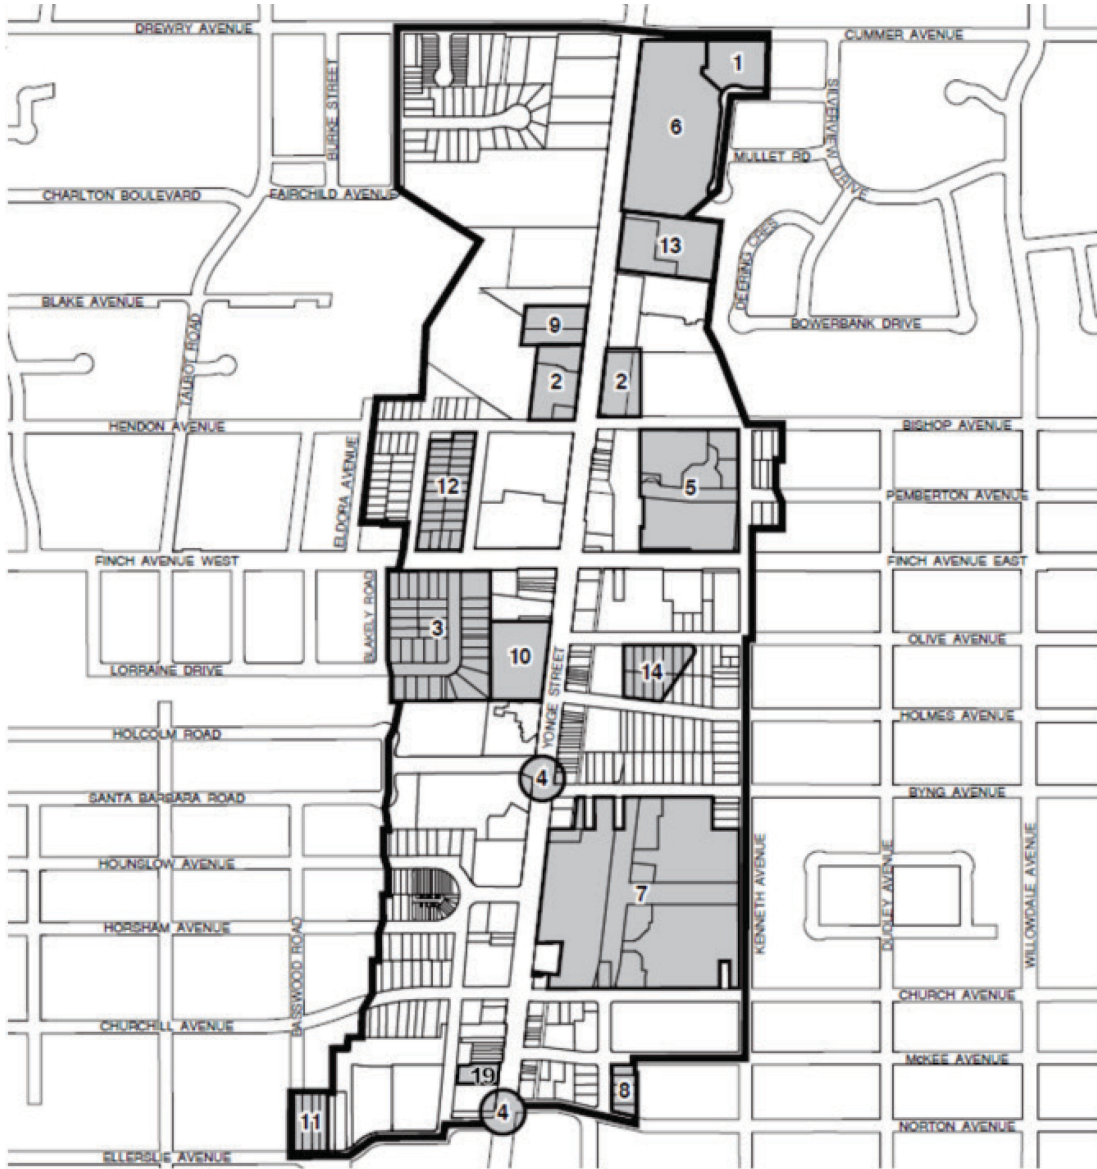 DREWRY AVENUE
CUMMER AVENUE
1
BURKE STREET
SILVERVIEW DRIVE
6
MULLET RD
CHARLTON BOULEVARD
FAIRCHILD AVENUE
13
DEERING CRES
BLAKE AVENUE
9
BOWERBANK DRIVE
TALBOT ROAD
2
2
HENDON AVENUE
BISHOP AVENUE
ELDORA AVENUE
12
5
PEMBERTON AVENUE
FINCH AVENUE WEST
FINCH AVENUE EAST
BLAKELY ROAD
3
10
14
OLIVE AVENUE
LORRAINE DRIVE
YONGE STREET
HOLMES AVENUE
HOLCOLM ROAD
4
SANTA BARBARA ROAD
BYNG AVENUE
HOUNSLOW AVENUE
7
KENNETH AVENUE
DUDLEY AVENUE
WILLOWDALE AVENUE
HORSHAM AVENUE
BASSWOOD ROAD
CHURCH AVENUE
CHURCHILL AVENUE
McKEE AVENUE
19
8
11
4
NORTON AVENUE
ELLERSLIE AVENUE